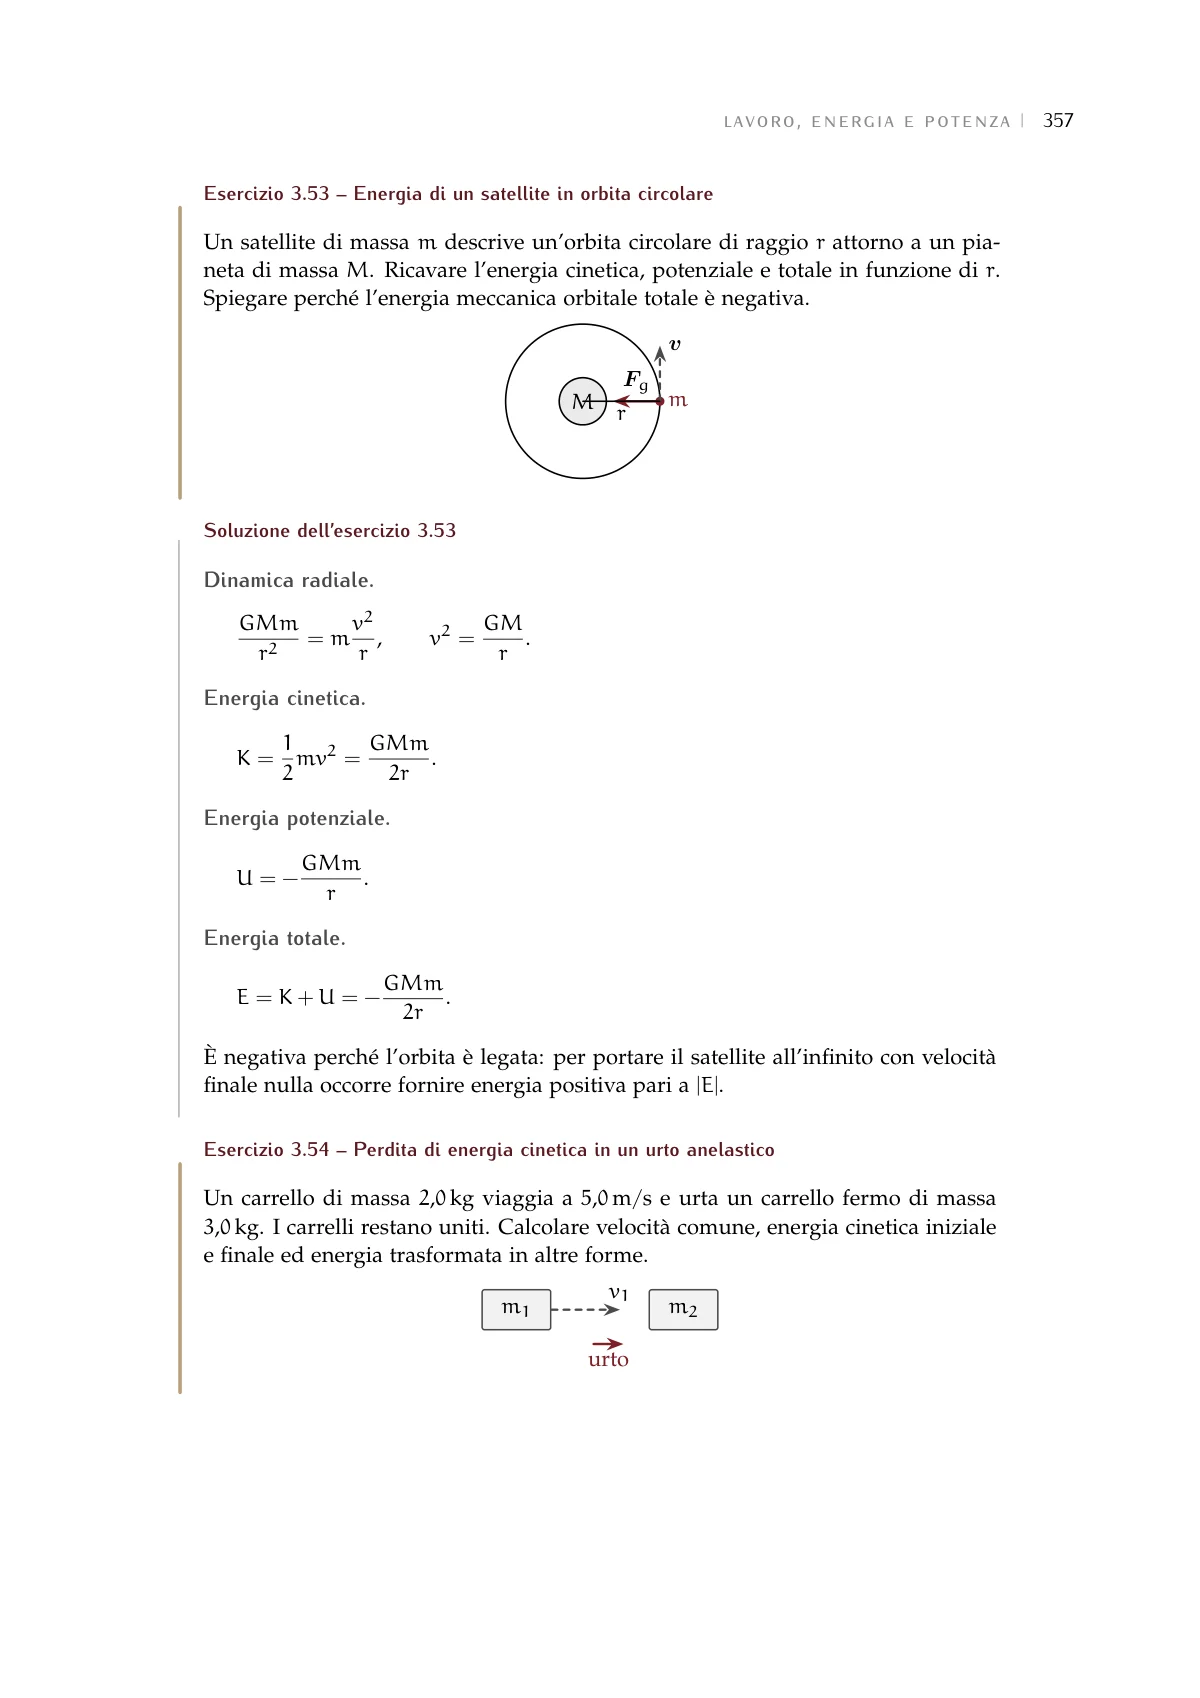 LAVORO, ENERGIA E POTENZA | 357
Esercizio 3.53 – Energia di un satellite in orbita circolare
Un satellite di massa m descrive un'orbita circolare di raggio r attorno a un pia-
neta di massa M. Ricavare l'energia cinetica, potenziale e totale in funzione di r.
Spiegare perché l'energia meccanica orbitale totale è negativa.
v
F_g
M
r
m
Soluzione dell'esercizio 3.53
Dinamica radiale.
GMm/r² = m v²/r, v² = GM/r.
Energia cinetica.
K = 1/2 mv² = GMm/2r.
Energia potenziale.
U = −GMm/r.
Energia totale.
E = K + U = −GMm/2r.
È negativa perché l'orbita è legata: per portare il satellite all'infinito con velocità
finale nulla occorre fornire energia positiva pari a |E|.
Esercizio 3.54 – Perdita di energia cinetica in un urto anelastico
Un carrello di massa 2,0 kg viaggia a 5,0 m/s e urta un carrello fermo di massa
3,0 kg. I carrelli restano uniti. Calcolare velocità comune, energia cinetica iniziale
e finale ed energia trasformata in altre forme.
m₁ v₁ m₂
urto